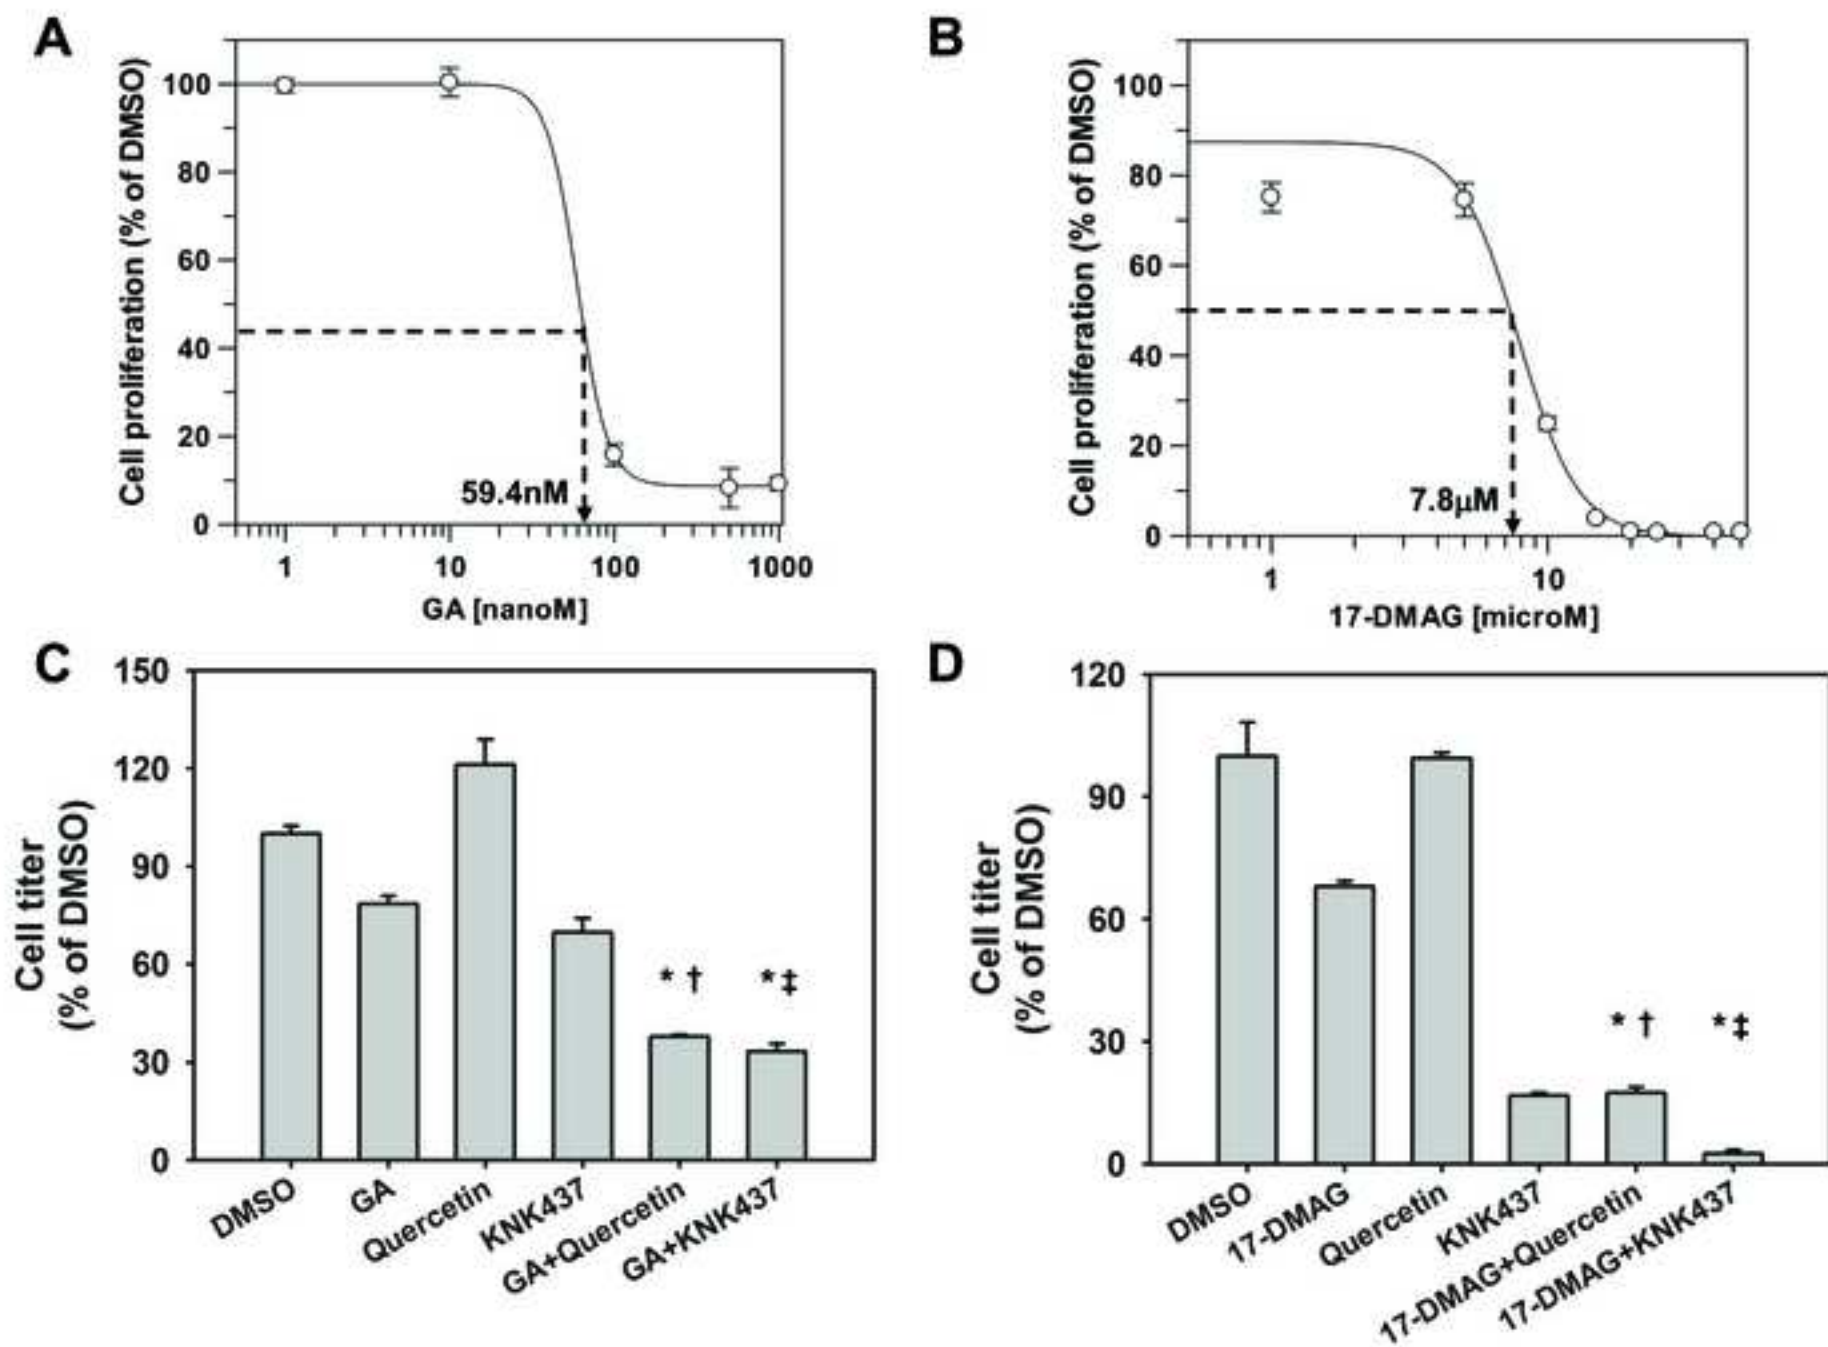 A
Cell proliferation (% of DMSO)
100
80
60
40
20
0
59.4nM
1 10 100 1000
GA [nanoM]
B
Cell proliferation (% of DMSO)
100
80
60
40
20
0
7.8µM
1 10
17-DMAG [microM]
C
Cell titer
(% of DMSO)
150
120
90
60
30
0
* †
* ‡
DMSO
GA
Quercetin
KNK437
GA+Quercetin
GA+KNK437
D
Cell titer
(% of DMSO)
120
90
60
30
0
* †
* ‡
DMSO
17-DMAG
Quercetin
KNK437
17-DMAG+Quercetin
17-DMAG+KNK437